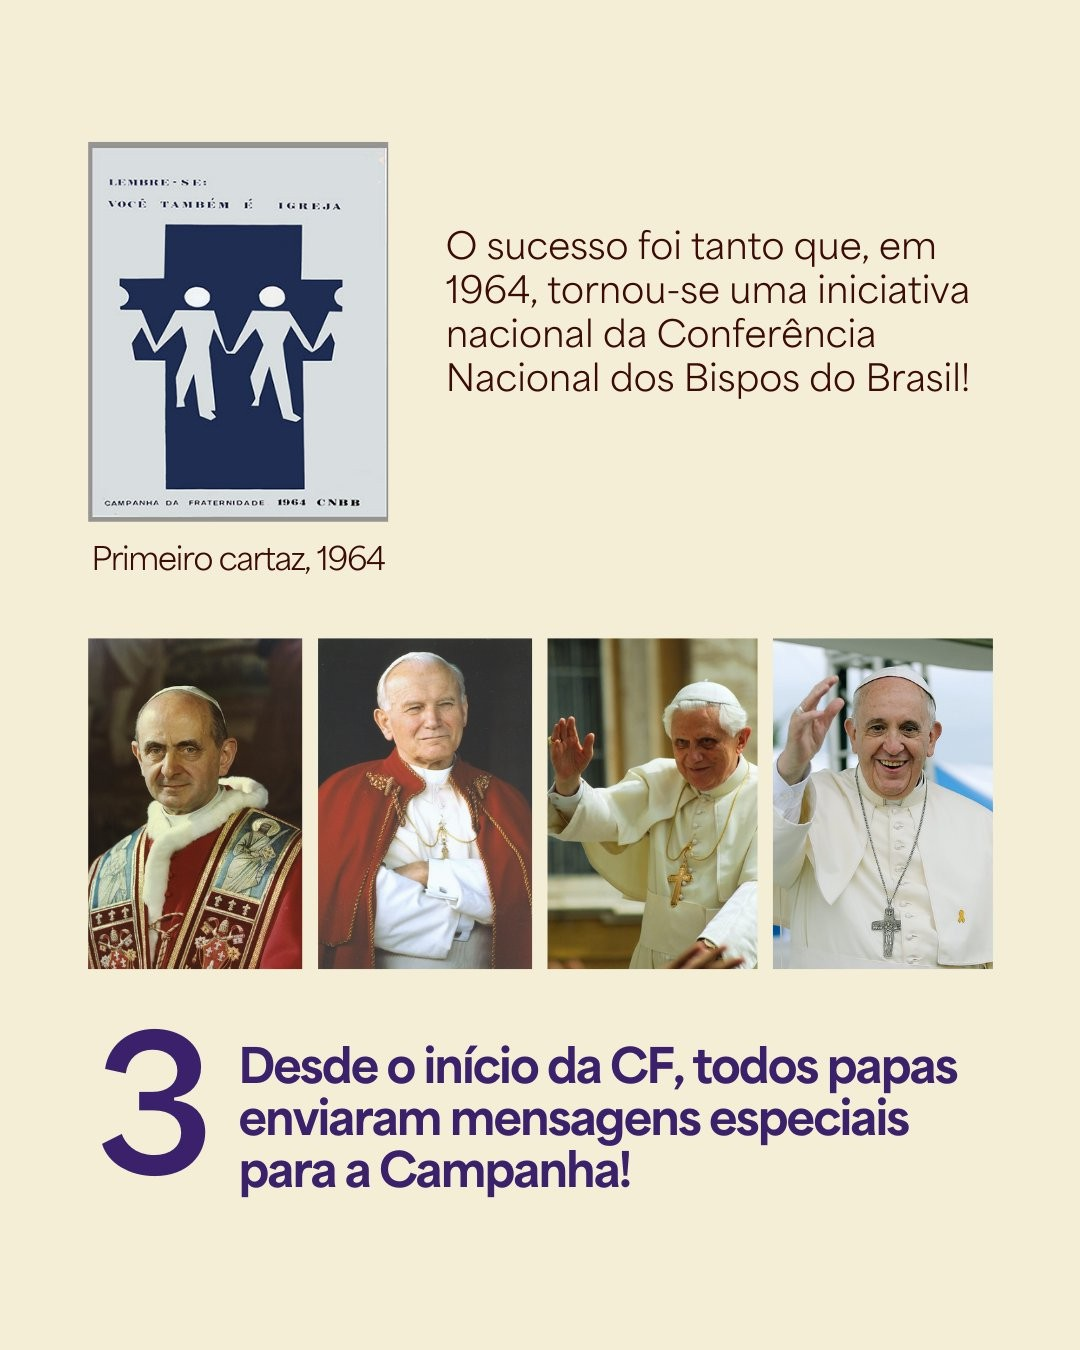 LEMBRE-SE:
VOCÊ TAMBÉM É IGREJA
CAMPANHA DA FRATERNIDADE 1964 CNBB
Primeiro cartaz, 1964
O sucesso foi tanto que, em
1964, tornou-se uma iniciativa
nacional da Conferência
Nacional dos Bispos do Brasil!
3
Desde o início da CF, todos papas
enviaram mensagens especiais
para a Campanha!